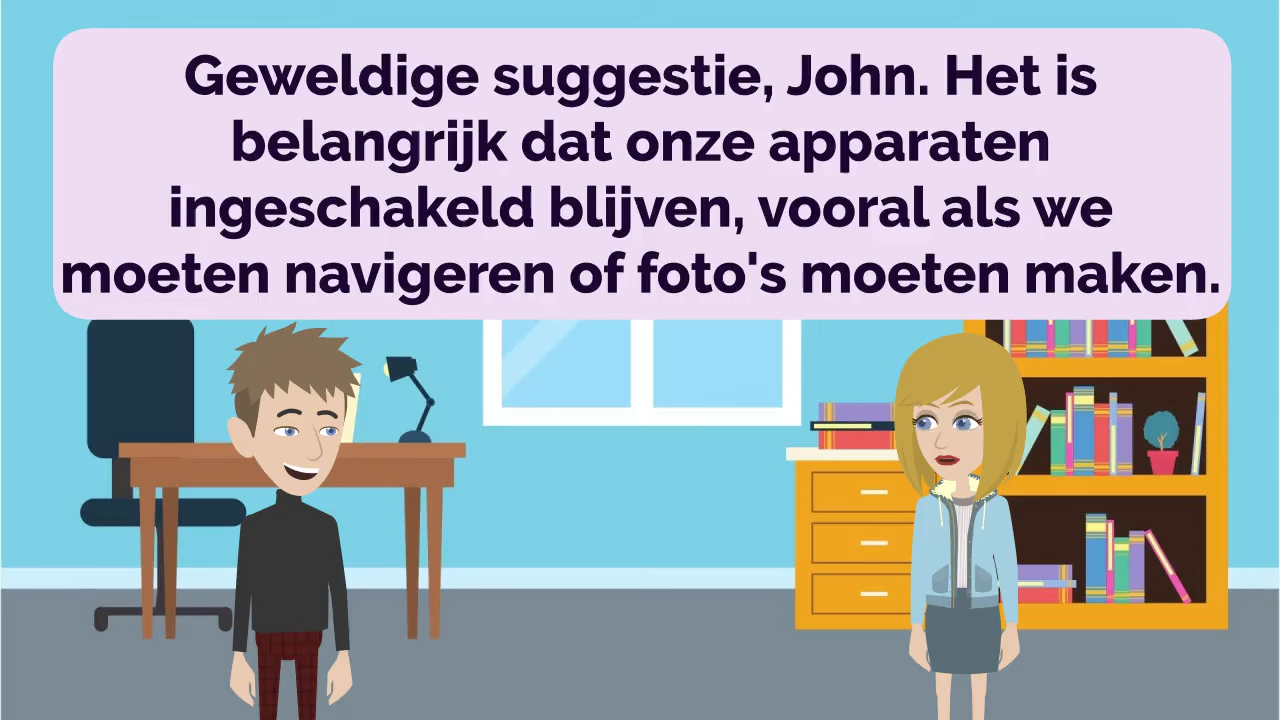 Geweldige suggestie, John. Het is
belangrijk dat onze apparaten
ingeschakeld blijven, vooral als we
moeten navigeren of foto's moeten maken.